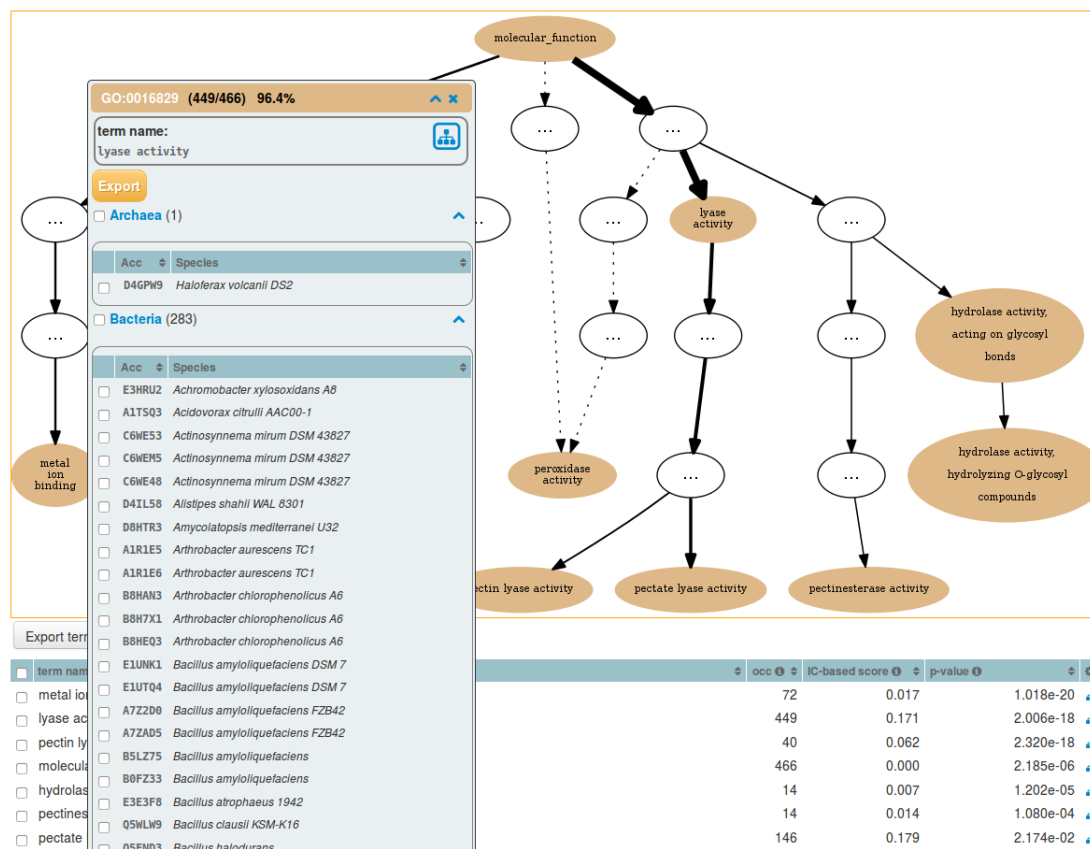 molecular_function
...
...
lyase
activity
...
...
...
...
...
...
...
...
...
...
hydrolase activity,
acting on glycosyl
bonds
metal
ion
binding
peroxidase
activity
hydrolase activity,
hydrolyzing O-glycosyl
compounds
ectin lyase activity
pectate lyase activity
pectinesterase activity
GO:0016829 (449/466) 96.4%
term name:
lyase activity
Export
Archaea (1)
Acc Species
D4GPW9 Haloferax volcanii DS2
Bacteria (283)
Acc Species
E3HRU2 Achromobacter xylosoxidans A8
A1TSQ3 Acidovorax citrulli AAC00-1
C6WE53 Actinosynnema mirum DSM 43827
C6WEM5 Actinosynnema mirum DSM 43827
C6WE48 Actinosynnema mirum DSM 43827
D4IL58 Alistipes shahii WAL 8301
D8HTR3 Amycolatopsis mediterranei U32
A1R1E5 Arthrobacter aurescens TC1
A1R1E6 Arthrobacter aurescens TC1
B8HAN3 Arthrobacter chlorophenolicus A6
B8H7X1 Arthrobacter chlorophenolicus A6
B8HEQ3 Arthrobacter chlorophenolicus A6
E1UNK1 Bacillus amyloliquefaciens DSM 7
E1UTQ4 Bacillus amyloliquefaciens DSM 7
A7Z2D0 Bacillus amyloliquefaciens FZB42
A7ZAD5 Bacillus amyloliquefaciens FZB42
B5LZ75 Bacillus amyloliquefaciens
B0FZ33 Bacillus amyloliquefaciens
E3E3F8 Bacillus atrophaeus 1942
Q5WLW9 Bacillus clausii KSM-K16
Q5FND3 Bacillus halodurans
Export terr
term nam occ IC-based score p-value
metal ion 72 0.017 1.018e-20
lyase ac 449 0.171 2.006e-18
pectin ly 40 0.062 2.320e-18
molecula 466 0.000 2.185e-06
hydrolas 14 0.007 1.202e-05
pectines 14 0.014 1.080e-04
pectate 146 0.179 2.174e-02